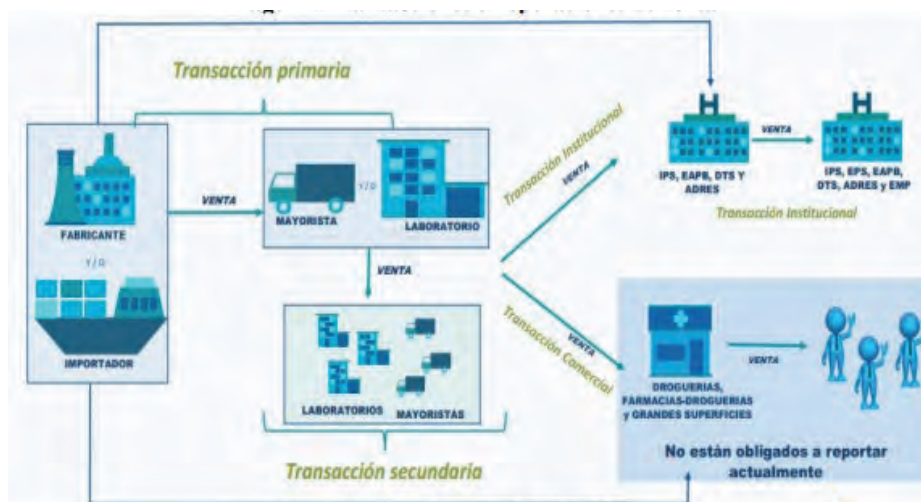 Transacción primaria
FABRICANTE
Y / O
IMPORTADOR
VENTA
MAYORISTA
Y / O
LABORATORIO
VENTA
LABORATORIOS
MAYORISTAS
Transacción secundaria
Transacción Institucional
VENTA
IPS, EAPB, DTS Y
ADRES
VENTA
IPS, EPS, EAPB,
DTS, ADRES y EMP
Transacción Institucional
VENTA
Transacción Comercial
DROGUERIAS,
FARMACIAS-DROGUERIAS
y GRANDES SUPERFICIES
VENTA
No están obligados a reportar
actualmente